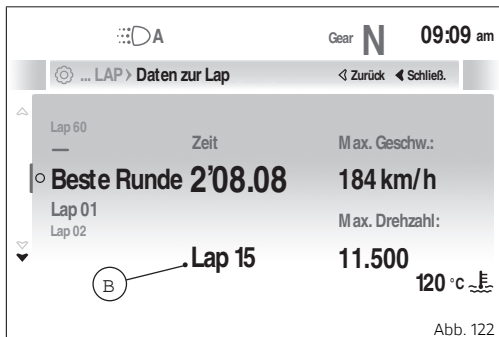 A Gear N 09:09 am
... LAP › Daten zur Lap Zurück Schließ.
Lap 60
— Zeit Max. Geschw.:
Beste Runde 2'08.08 184 km/h
Lap 01
Lap 02 Max. Drehzahl:
Lap 15 11.500
B
120 °C
Abb. 122